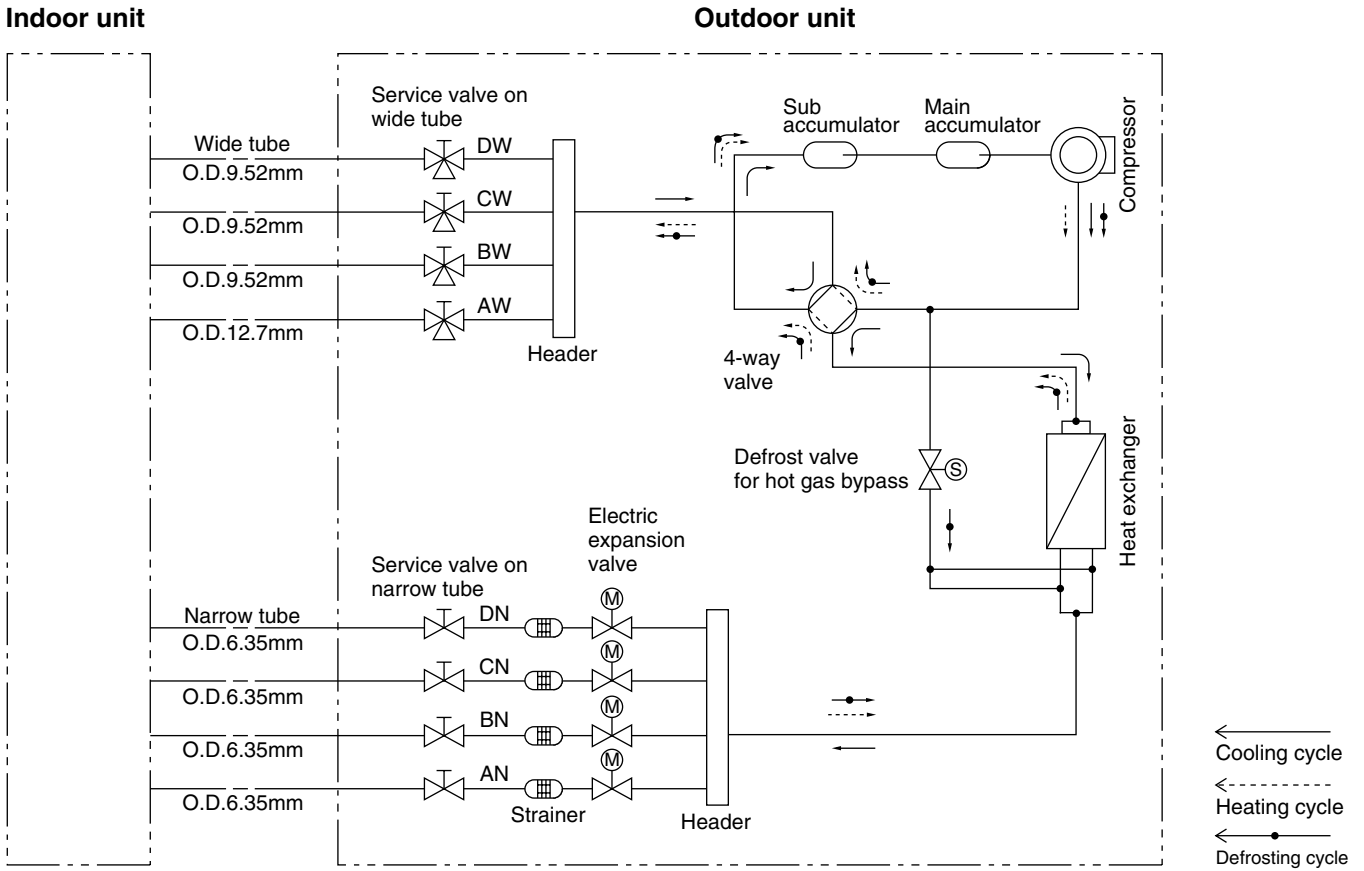 Indoor unit
Outdoor unit
Service valve on
wide tube
Wide tube
O.D.9.52mm
DW
O.D.9.52mm
CW
O.D.9.52mm
BW
O.D.12.7mm
AW
Header
Sub
accumulator
Main
accumulator
Compressor
4-way
valve
Defrost valve
for hot gas bypass
S
Heat exchanger
Electric
expansion
valve
Service valve on
narrow tube
Narrow tube
O.D.6.35mm
DN
M
O.D.6.35mm
CN
M
O.D.6.35mm
BN
M
O.D.6.35mm
AN
M
Strainer
Header
Cooling cycle
Heating cycle
Defrosting cycle